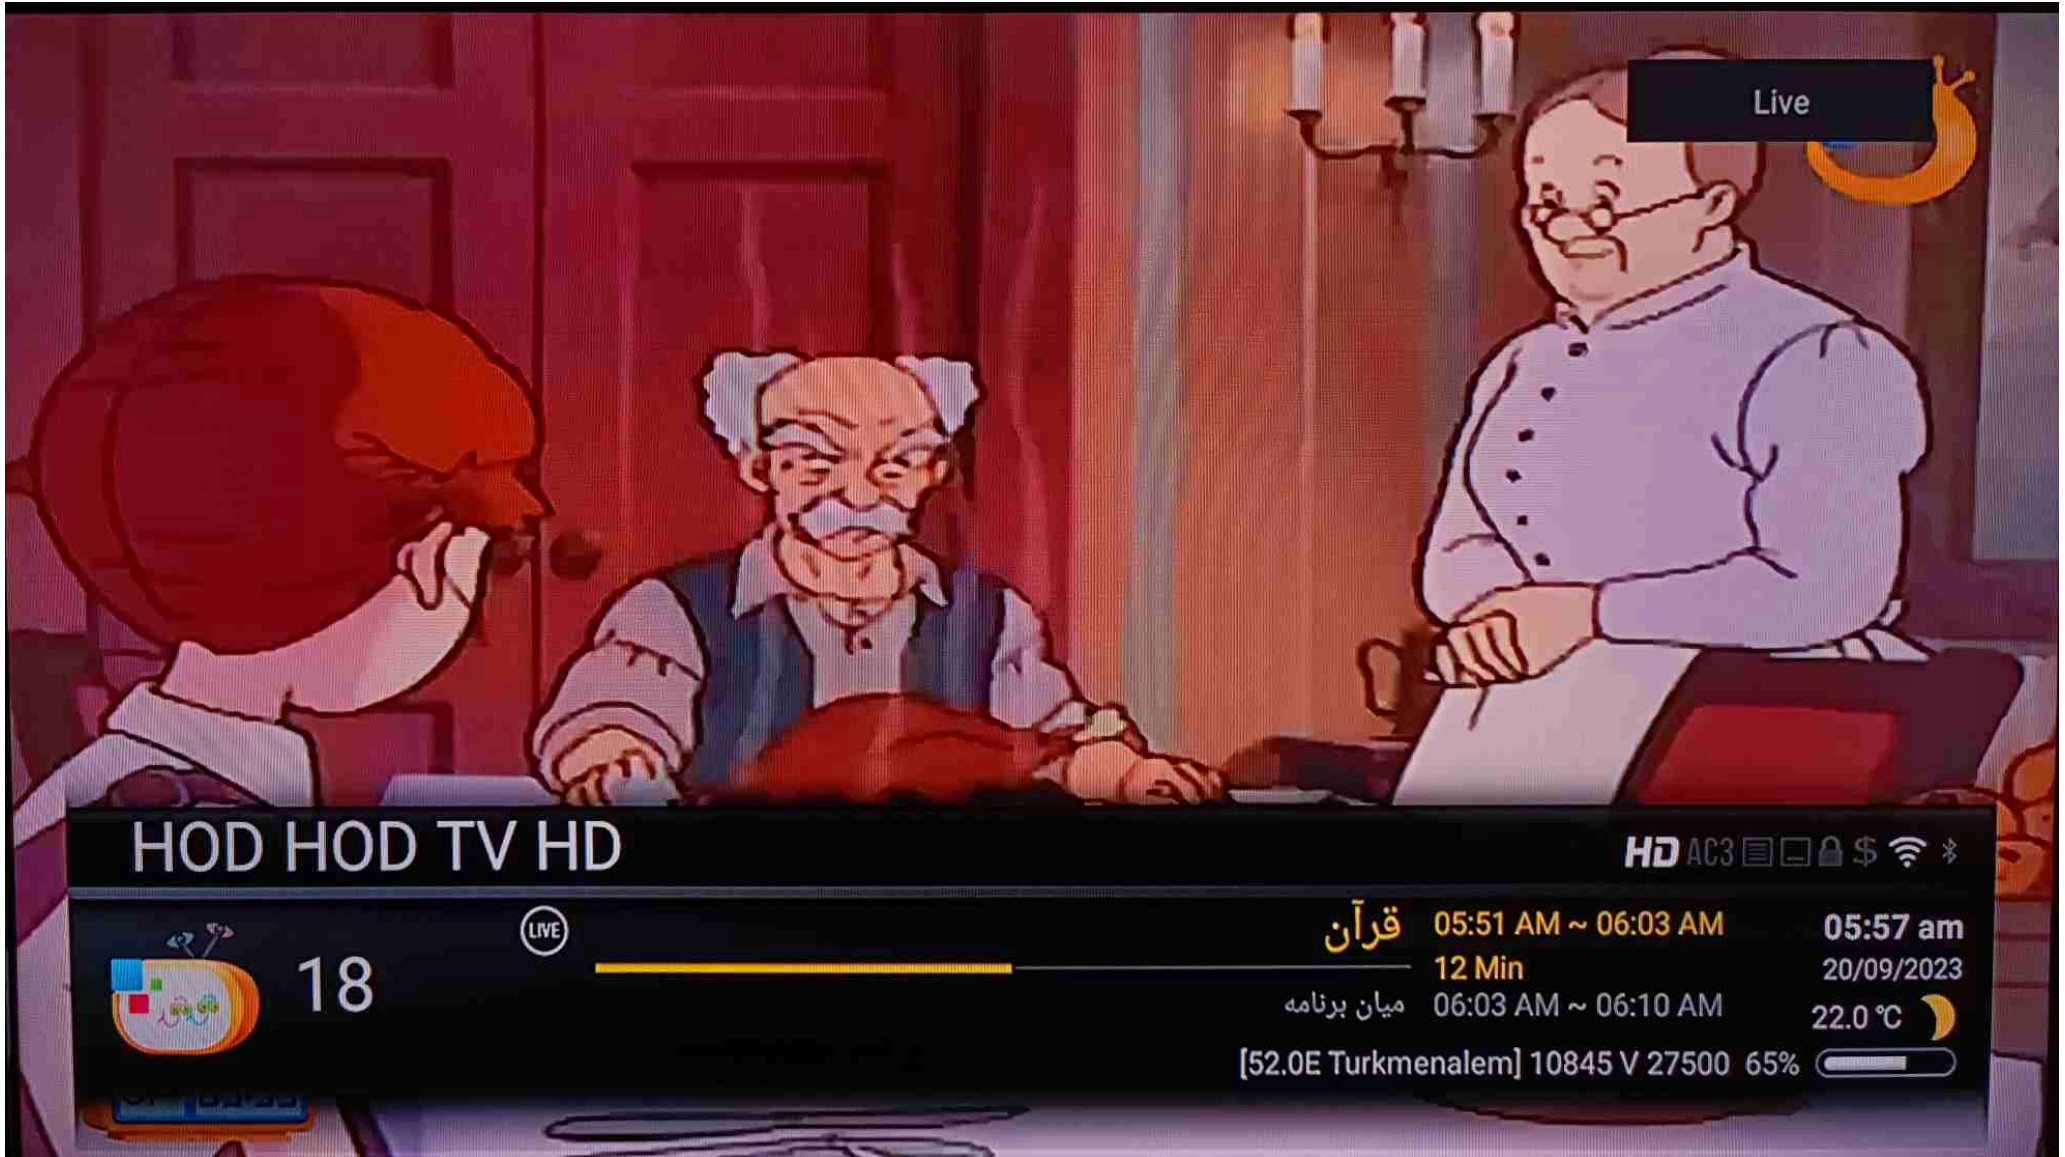 Live
HOD HOD TV HD
HD AC3 $
18
LIVE
قرآن 05:51 AM ~ 06:03 AM
12 Min
میان برنامه 06:03 AM ~ 06:10 AM
05:57 am
20/09/2023
22.0 °C
[52.0E Turkmenalem] 10845 V 27500 65%